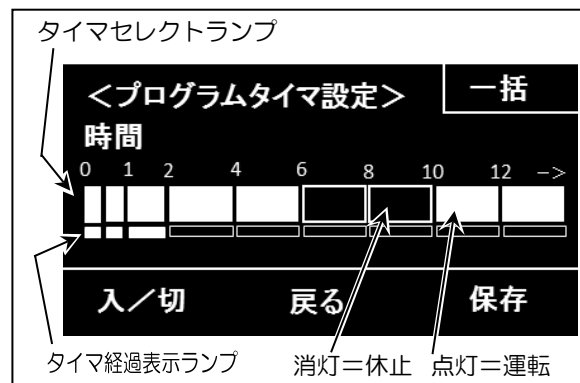 タイマセレクトランプ
＜プログラムタイマ設定＞
一括
時間
0 1 2 4 6 8 10 12 ->
入／切 戻る 保存
タイマ経過表示ランプ 消灯＝休止 点灯＝運転